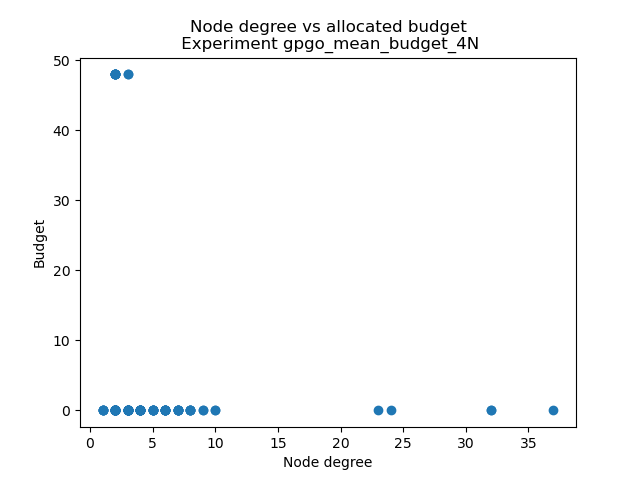 Node degree vs allocated budget
Experiment gpgo_mean_budget_4N
50
40
30
20
10
0
Budget
0 5 10 15 20 25 30 35
Node degree